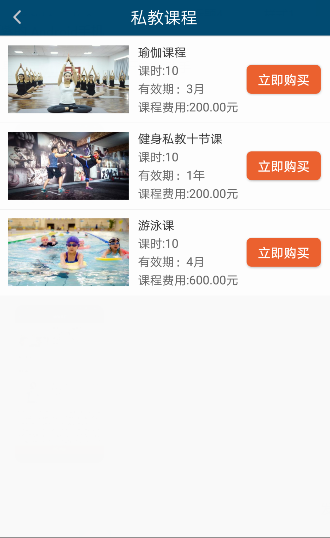 私教课程
瑜伽课程
课时:10
有效期：3月
课程费用:200.00元
立即购买
健身私教十节课
课时:10
有效期：1年
课程费用:200.00元
立即购买
游泳课
课时:10
有效期：4月
课程费用:600.00元
立即购买